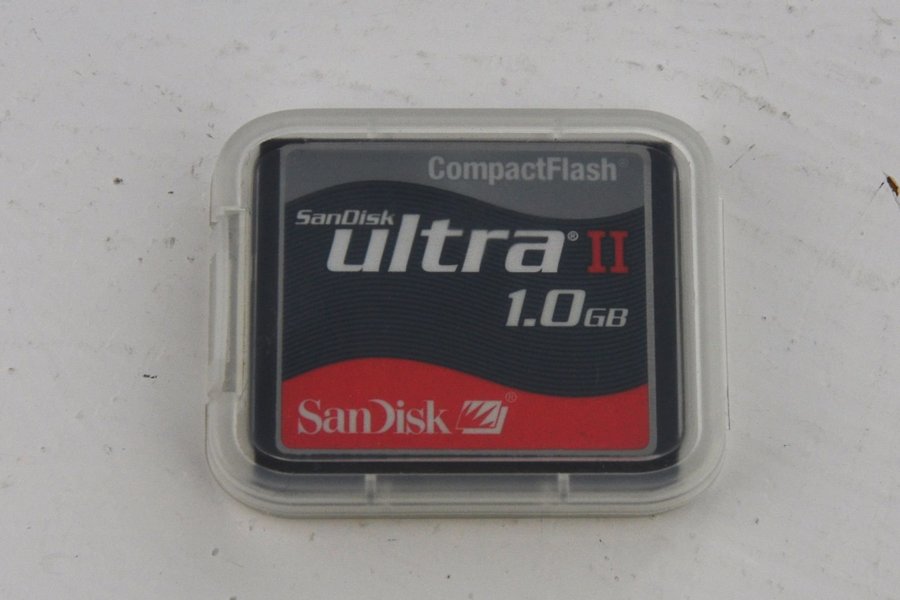 CompactFlash®
SanDisk
ultra® II
1.0GB
SanDisk®